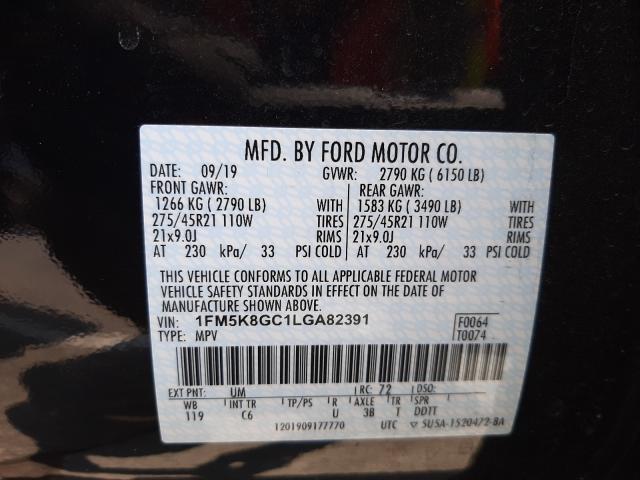 MFD. BY FORD MOTOR CO.
DATE: 09/19 GVWR: 2790 KG ( 6150 LB)
FRONT GAWR: REAR GAWR:
1266 KG ( 2790 LB) WITH 1583 KG ( 3490 LB) WITH
275/45R21 110W TIRES 275/45R21 110W TIRES
21x9.0J RIMS 21x9.0J RIMS
AT 230 kPa/ 33 PSI COLD AT 230 kPa/ 33 PSI COLD
THIS VEHICLE CONFORMS TO ALL APPLICABLE FEDERAL MOTOR
VEHICLE SAFETY STANDARDS IN EFFECT ON THE DATE OF
MANUFACTURE SHOWN ABOVE.
VIN: 1FM5K8GC1LGA82391 F0064
TYPE: MPV T0074
EXT PNT: UM RC: 72 DSO:
WB INT TR TP/PS R AXLE TR SPR
119 C6 U 3B T DDTT
1201909177770 UTC ▽ SU5A-1520472-BA